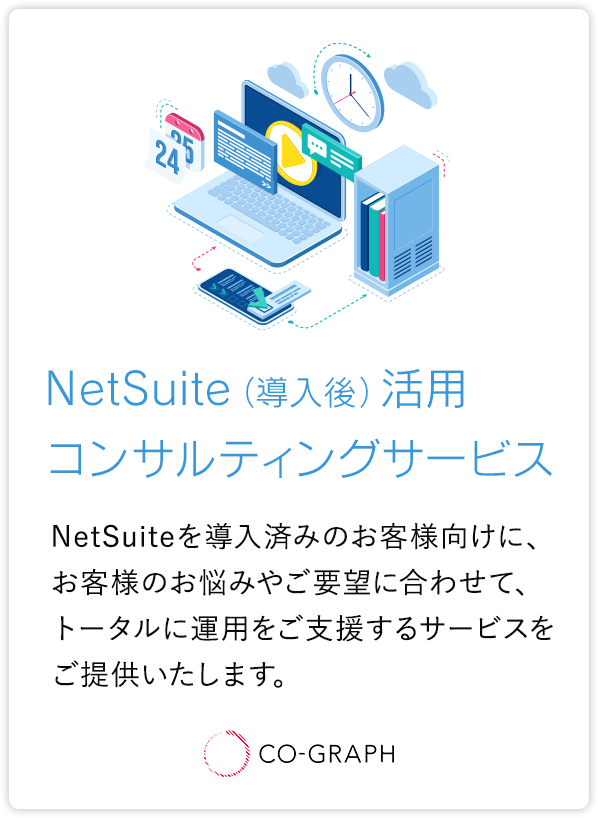 25
24
NetSuite（導入後）活用
コンサルティングサービス
NetSuiteを導入済みのお客様向けに、
お客様のお悩みやご要望に合わせて、
トータルに運用をご支援するサービスを
ご提供いたします。
CO-GRAPH